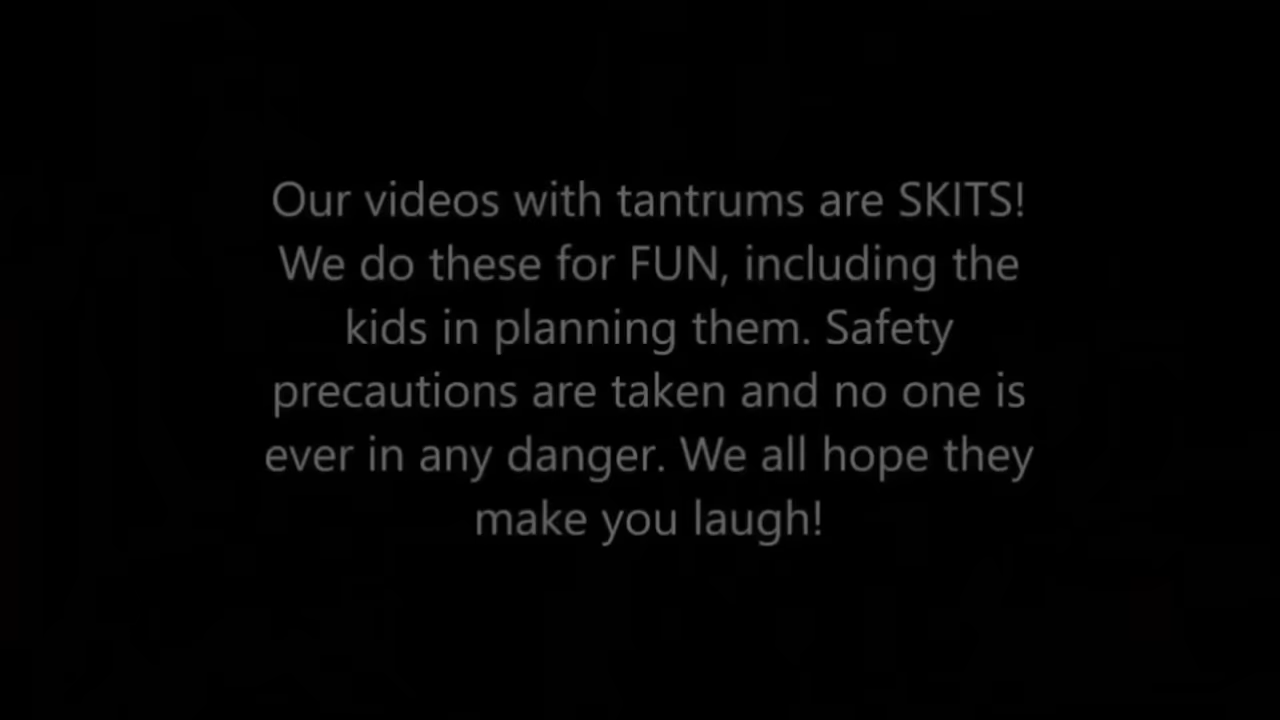 Our videos with tantrums are SKITS!
We do these for FUN, including the
kids in planning them. Safety
precautions are taken and no one is
ever in any danger. We all hope they
make you laugh!